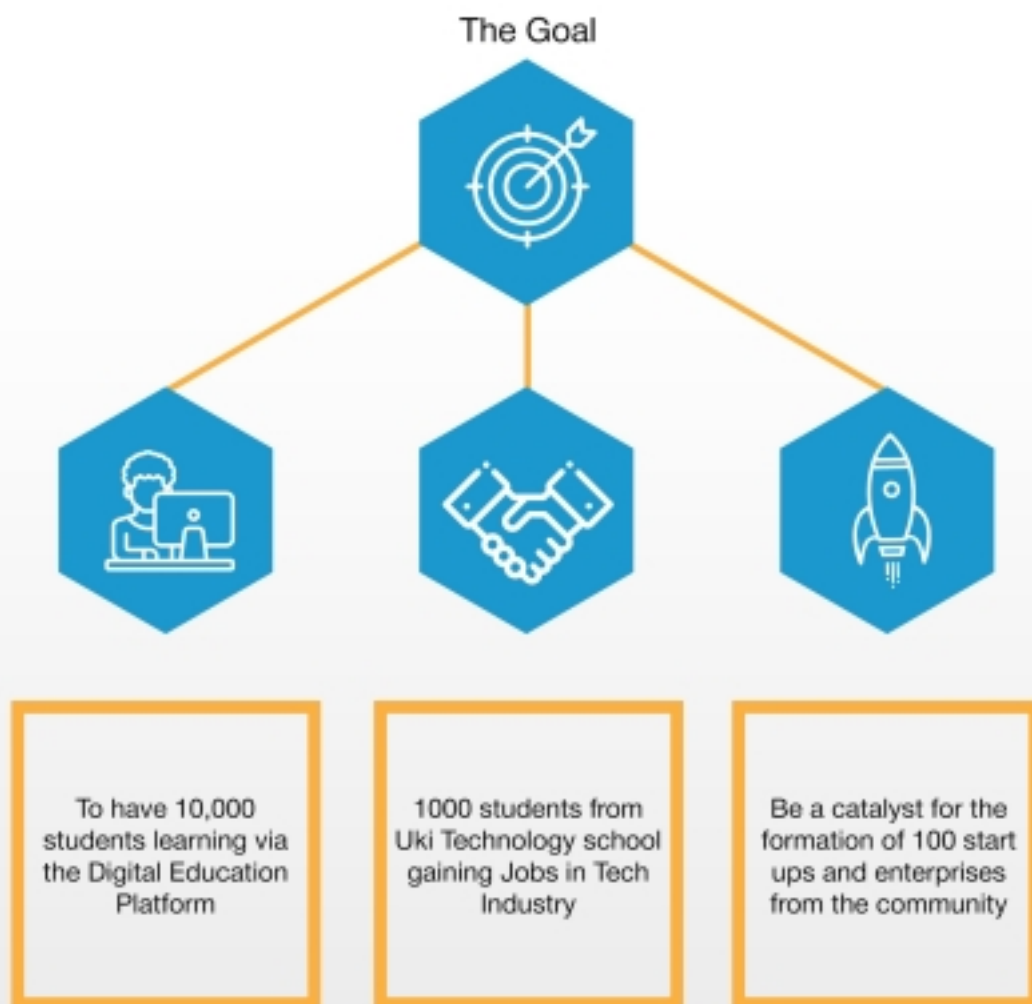 The Goal
To have 10,000
students learning via
the Digital Education
Platform
1000 students from
Uki Technology school
gaining Jobs in Tech
Industry
Be a catalyst for the
formation of 100 start
ups and enterprises
from the community